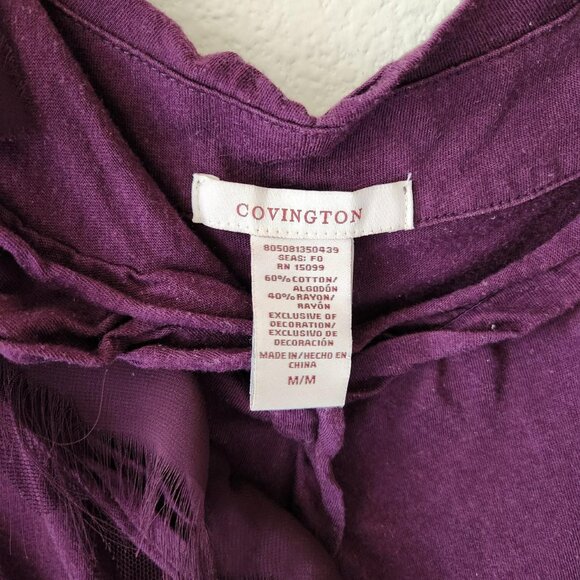 COVINGTON
805081350439
SEAS: FO
RN 15099
60% COTTON/
ALGODÓN
40% RAYON/
RAYÓN
EXCLUSIVE OF
DECORATION/
EXCLUSIVO DE
DECORACIÓN
MADE IN/HECHO EN
CHINA
M/M